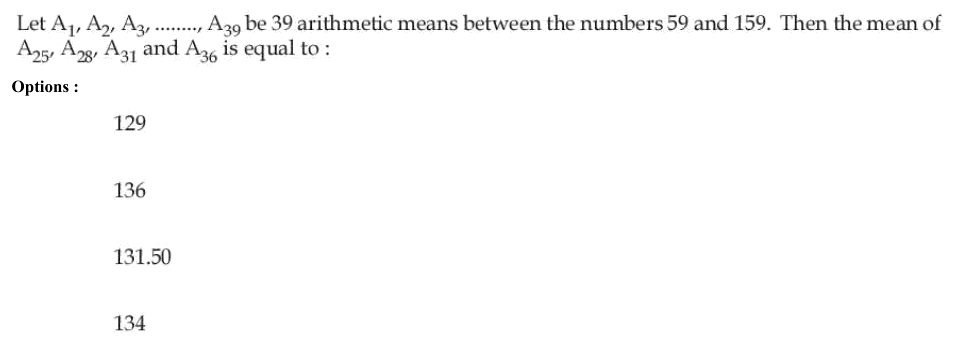 Let A₁, A₂, A₃, ........, A₃₉ be 39 arithmetic means between the numbers 59 and 159. Then the mean of
A₂₅, A₂₈, A₃₁ and A₃₆ is equal to :
Options :
129
136
131.50
134